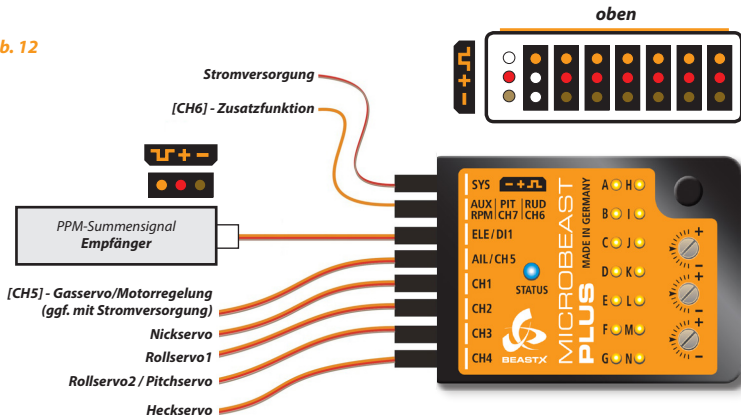 b. 12
oben
Stromversorgung
[CH6] - Zusatzfunktion
PPM-Summensignal
Empfänger
[CH5] - Gasservo/Motorregelung
(ggf. mit Stromversorgung)
Nickservo
Rollservo1
Rollservo2 / Pitchservo
Heckservo
SYS
AUX PIT RUD
RPM CH7 CH6
ELE / DI1
AIL / CH 5
CH1
CH2
CH3
CH4
STATUS
BEASTX
MICROBEAST
PLUS
MADE IN GERMANY
A H
B I
C J
D K
E L
F M
G N